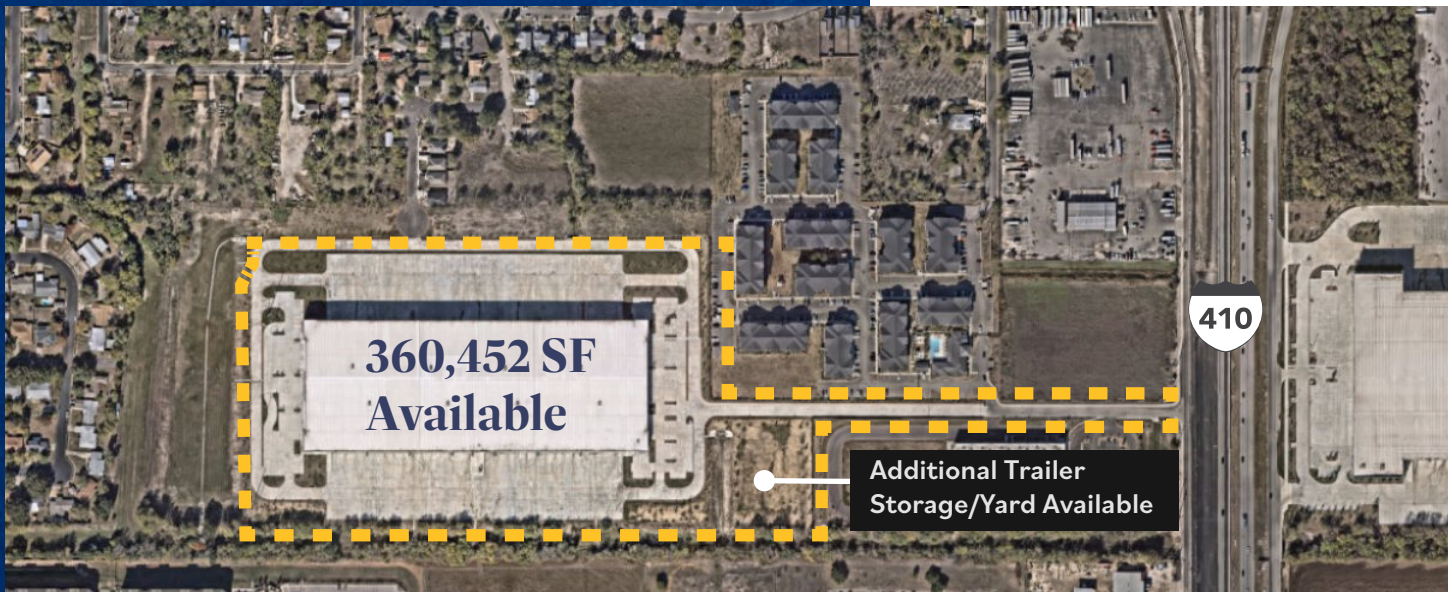 360,452 SF
Available
410
Additional Trailer
Storage/Yard Available